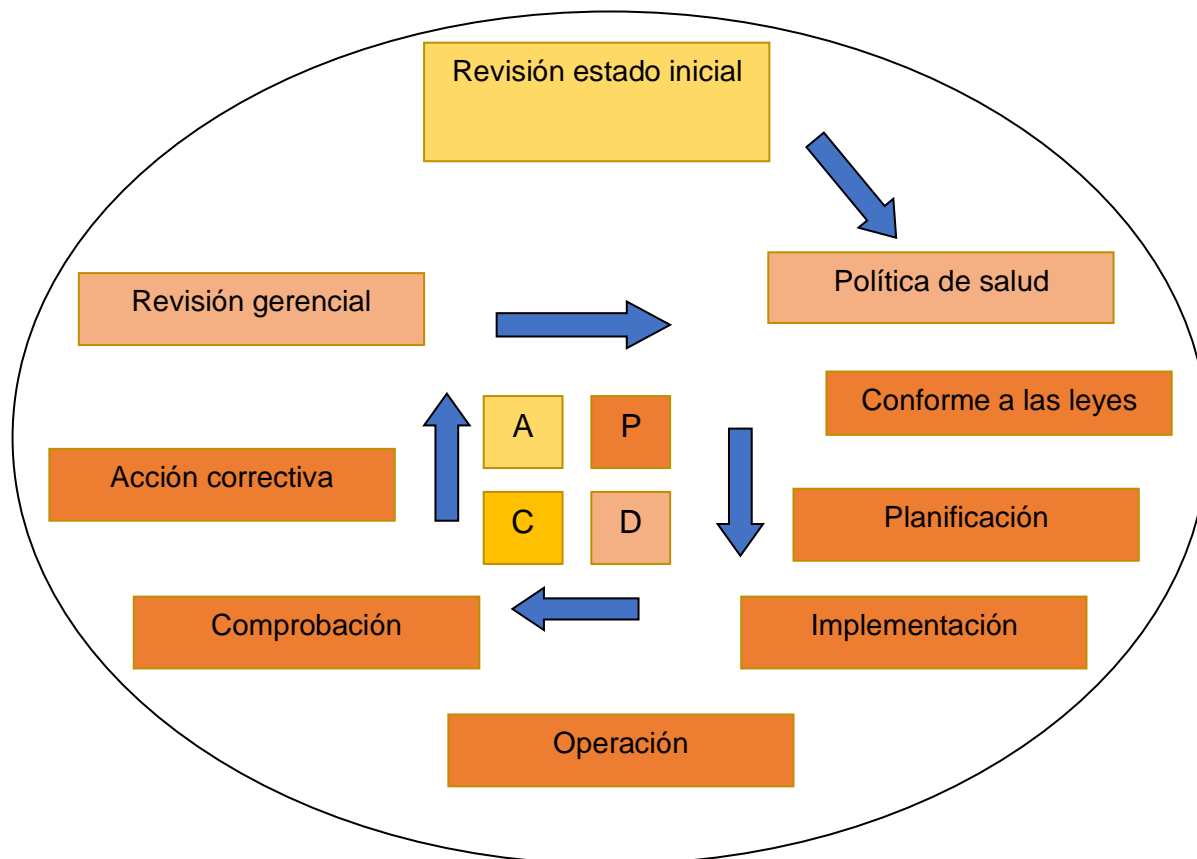 Revisión estado inicial
Política de salud
Revisión gerencial
Conforme a las leyes
A
P
Acción correctiva
Planificación
C
D
Comprobación
Implementación
Operación